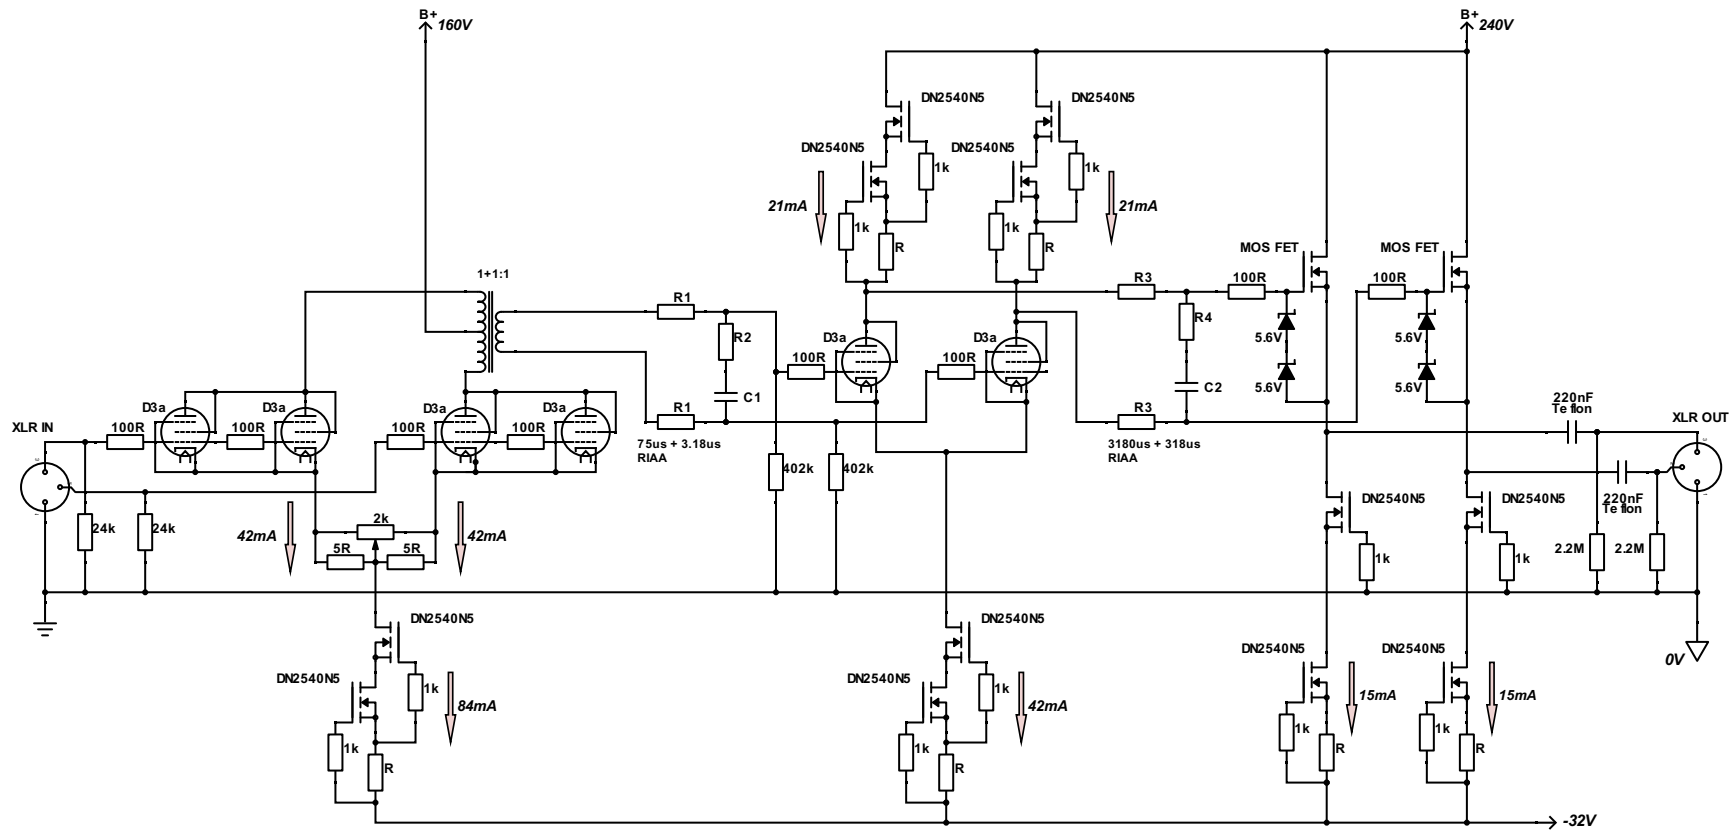 B+
160V
B+
240V
DN2540N5
DN2540N5
DN2540N5
DN2540N5
1k
1k
21mA
21mA
1k
1k
R
R
MOS FET
MOS FET
1+1:1
R3
100R
100R
R1
R2
R4
D3a
D3a
5.6V
5.6V
100R
100R
5.6V
5.6V
C1
C2
D3a
D3a
D3a
D3a
220nF
Teflon
XLR IN
100R
100R
100R
100R
R1
R3
XLR OUT
75us + 3.18us
RIAA
3180us + 318us
RIAA
402k
402k
DN2540N5
DN2540N5
220nF
Teflon
24k
24k
2k
42mA
42mA
5R
5R
1k
1k
2.2M
2.2M
DN2540N5
DN2540N5
DN2540N5
DN2540N5
0V
DN2540N5
DN2540N5
1k
84mA
1k
42mA
15mA
15mA
1k
1k
1k
R
1k
R
R
R
-32V